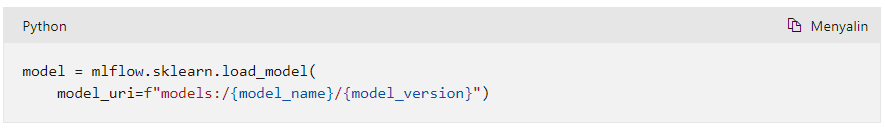 Python
Menyalin
model = mlflow.sklearn.load_model(
    model_uri=f"models:/{model_name}/{model_version}")